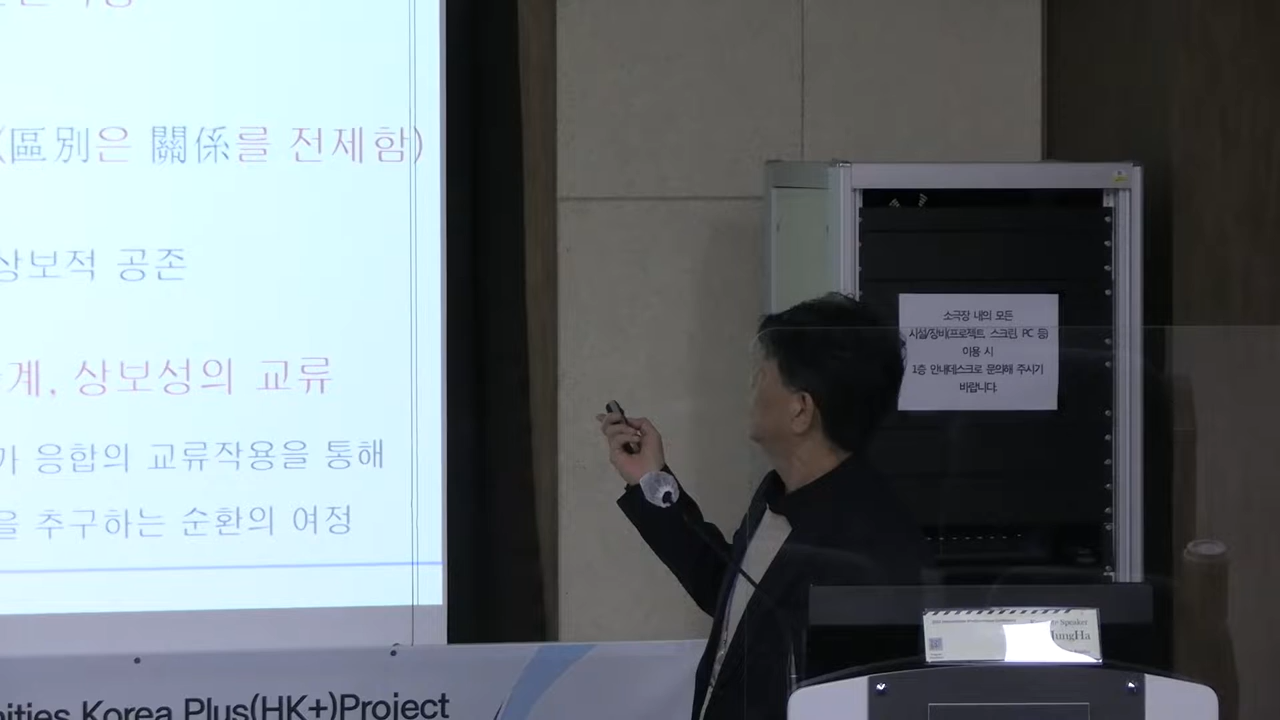 (區別은 關係를 전제함)
상보적 공존
계, 상보성의 교류
가 응합의 교류작용을 통해
을 추구하는 순환의 여정
소극장 내의 모든
시설/장비(프로젝트, 스크린, PC 등)
이용 시
1층 안내데스크로 문의해 주시기
바랍니다.
Speaker
JungHa
ities Korea Plus(HK+)Project